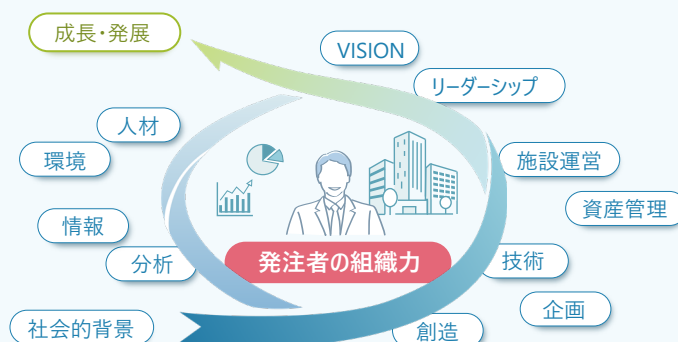 成長・発展
VISION
リーダーシップ
人材
環境
施設運営
資産管理
情報
分析
発注者の組織力
技術
企画
社会的背景
創造